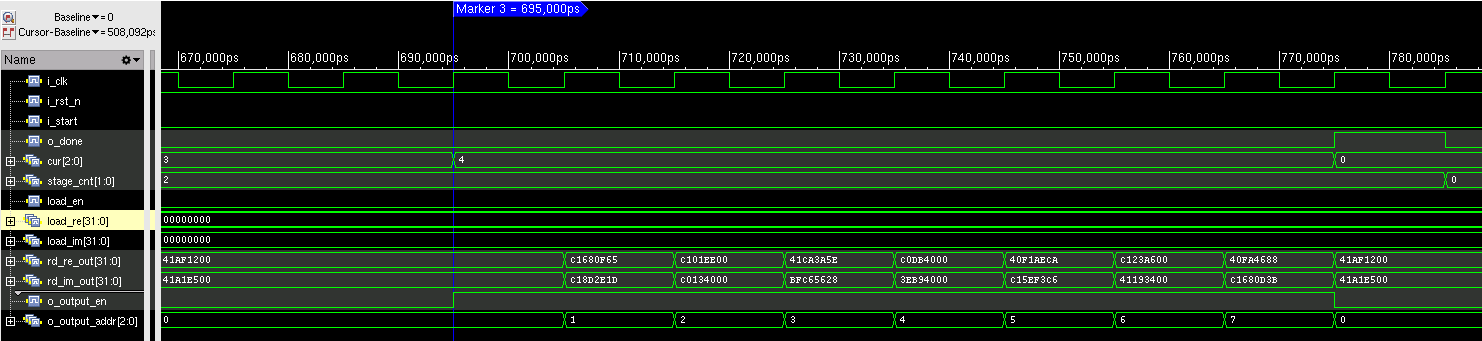 Marker 3 = 695,000ps
Baseline▼= 0
Cursor-Baseline▼= 508,092ps
Name
670,000ps 680,000ps 690,000ps 700,000ps 710,000ps 720,000ps 730,000ps 740,000ps 750,000ps 760,000ps 770,000ps 780,000ps
i_clk
i_rst_n
i_start
o_done
cur[2:0] 3 4 0
stage_cnt[1:0] 2 0
load_en
load_re[31:0] 00000000
load_im[31:0] 00000000
rd_re_out[31:0] 41AF1200 C1680F65 C101EE00 41CA3A5E C0DB4000 40F1AECA C123A600 40FA4688 41AF1200
rd_im_out[31:0] 41A1E500 C18D2E1D C0134000 BFC65628 3EB94000 C15EF3C6 41193400 C1680D3B 41A1E500
o_output_en
o_output_addr[2:0] 0 1 2 3 4 5 6 7 0